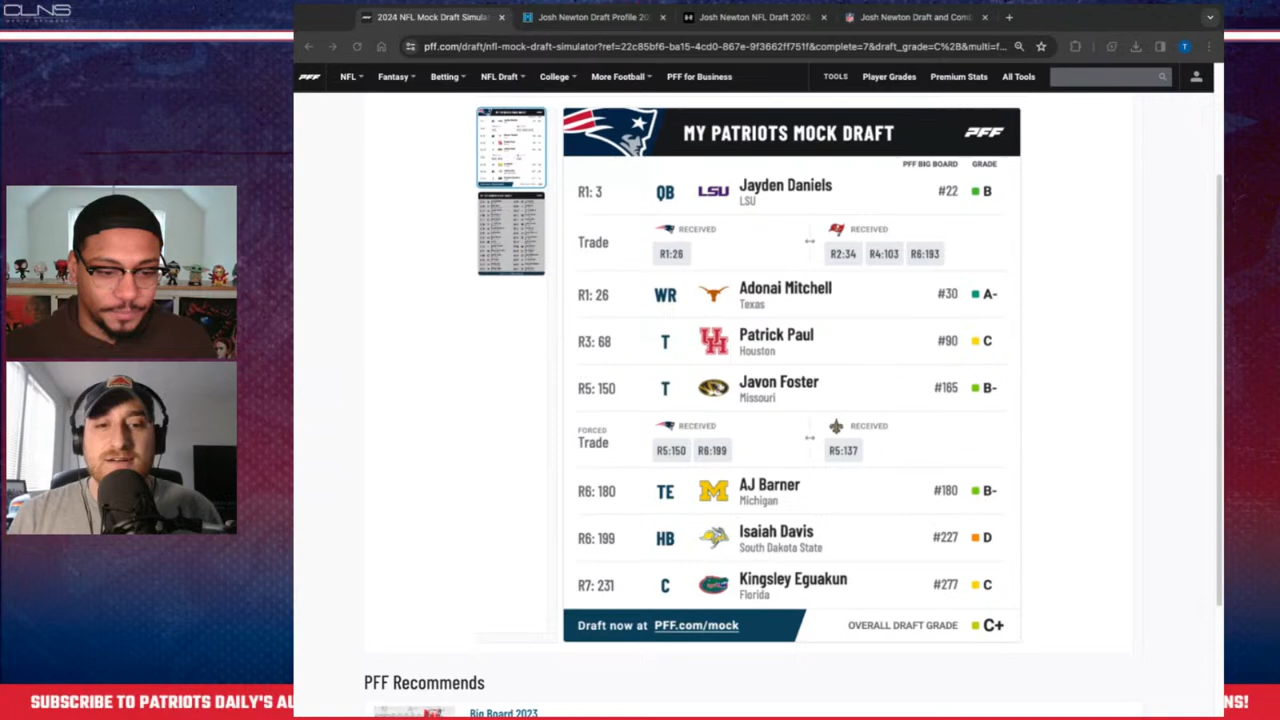 CLNS
MEDIA NETWORK
2024 NFL Mock Draft Simula
Josh Newton Draft Profile 20
Josh Newton NFL Draft 2024
Josh Newton Draft and Com
pff.com/draft/nfl-mock-draft-simulator?ref=22c85bf6-ba15-4cd0-867e-9f3662ff751f&complete=7&draft_grade=C%2B&multi=f...
T
PFF NFL Fantasy Betting NFL Draft College More Football PFF for Business TOOLS Player Grades Premium Stats All Tools
MY PATRIOTS MOCK DRAFT PFF
PFF BIG BOARD GRADE
R1: 3 QB LSU Jayden Daniels #22 B
LSU
RECEIVED RECEIVED
Trade
R1:26 R2:34 R4:103 R6:193
R1: 26 WR Adonai Mitchell #30 A-
Texas
R3: 68 T Patrick Paul #90 C
Houston
R5: 150 T Javon Foster #165 B-
Missouri
FORCED RECEIVED RECEIVED
Trade
R5:150 R6:199 R5:137
R6: 180 TE M AJ Barner #180 B-
Michigan
R6: 199 HB Isaiah Davis #227 D
South Dakota State
R7: 231 C Kingsley Eguakun #277 C
Florida
Draft now at PFF.com/mock OVERALL DRAFT GRADE C+
PFF Recommends
Big Board 2023
SUBSCRIBE TO PATRIOTS DAILY'S AU
NS!